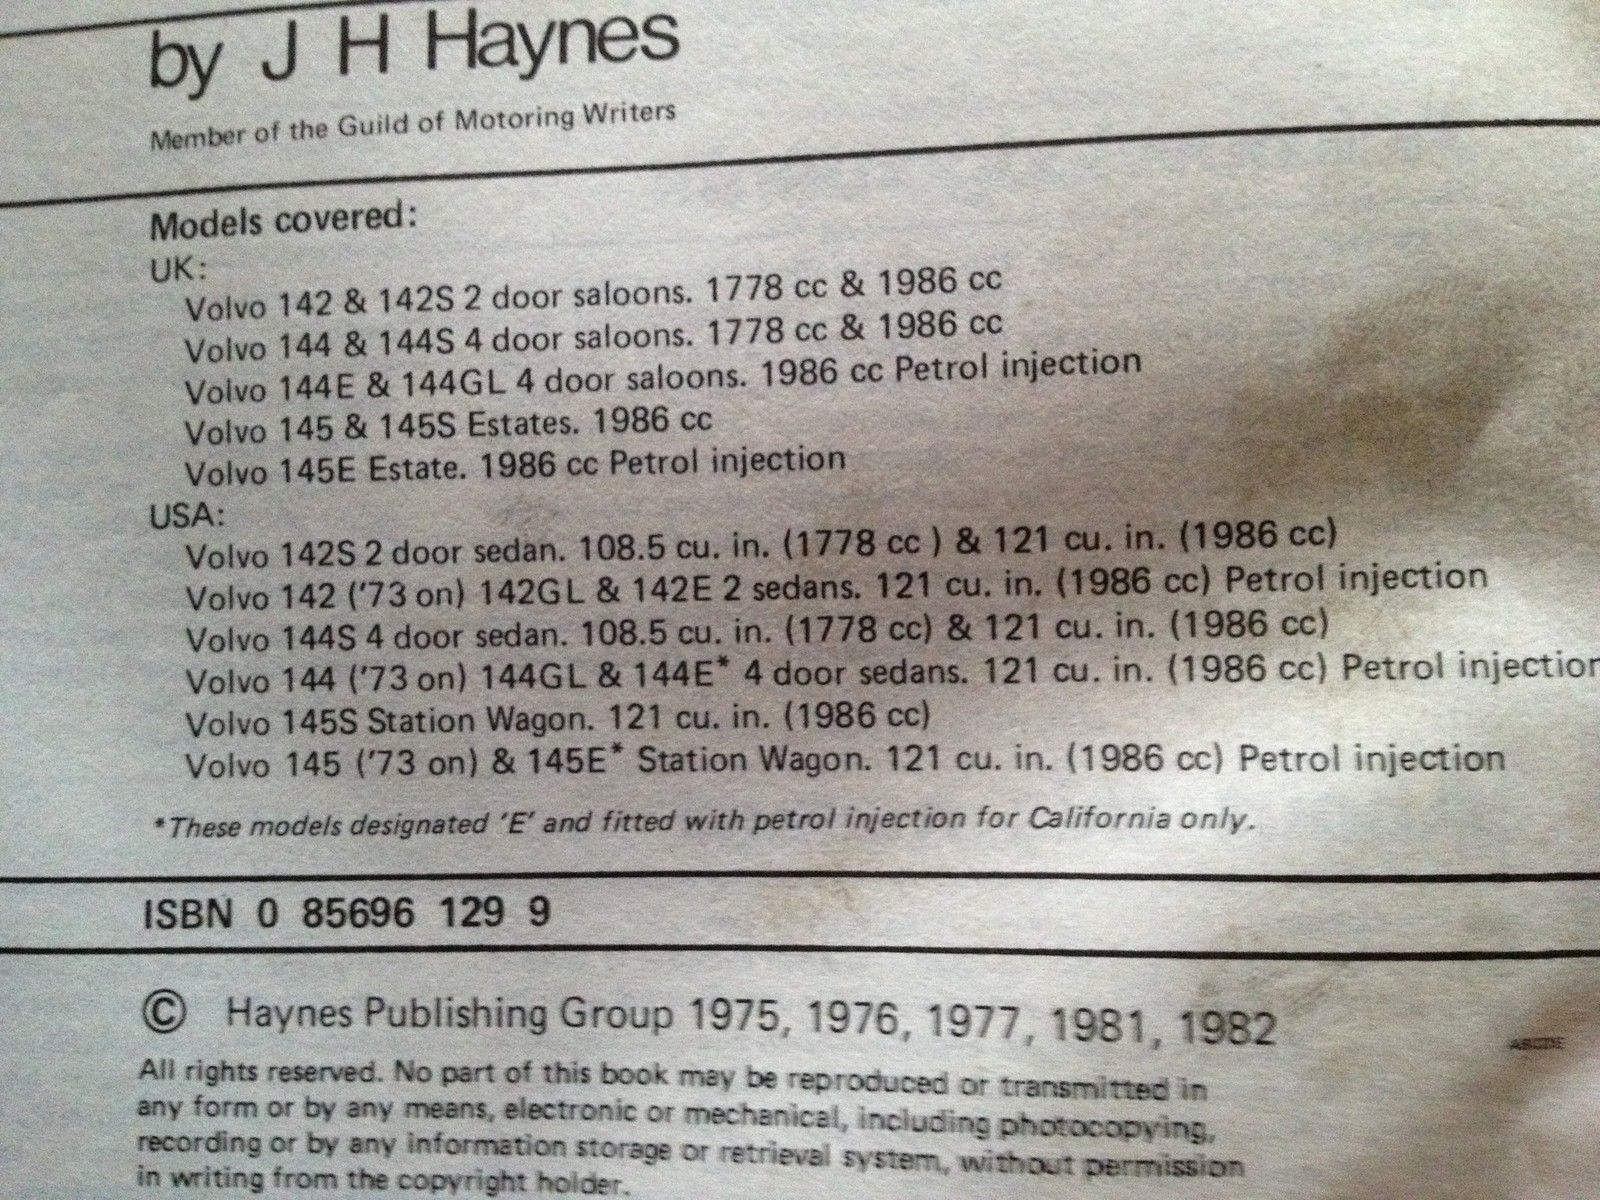 by J H Haynes
Member of the Guild of Motoring Writers
Models covered:
UK:
Volvo 142 & 142S 2 door saloons. 1778 cc & 1986 cc
Volvo 144 & 144S 4 door saloons. 1778 cc & 1986 cc
Volvo 144E & 144GL 4 door saloons. 1986 cc Petrol injection
Volvo 145 & 145S Estates. 1986 cc
Volvo 145E Estate. 1986 cc Petrol injection
USA:
Volvo 142S 2 door sedan. 108.5 cu. in. (1778 cc ) & 121 cu. in. (1986 cc)
Volvo 142 ('73 on) 142GL & 142E 2 sedans. 121 cu. in. (1986 cc) Petrol injection
Volvo 144S 4 door sedan. 108.5 cu. in. (1778 cc) & 121 cu. in. (1986 cc)
Volvo 144 ('73 on) 144GL & 144E* 4 door sedans. 121 cu. in. (1986 cc) Petrol injection
Volvo 145S Station Wagon. 121 cu. in. (1986 cc)
Volvo 145 ('73 on) & 145E* Station Wagon. 121 cu. in. (1986 cc) Petrol injection
*These models designated 'E' and fitted with petrol injection for California only.
ISBN 0 85696 129 9
© Haynes Publishing Group 1975, 1976, 1977, 1981, 1982
ABCDE
All rights reserved. No part of this book may be reproduced or transmitted in
any form or by any means, electronic or mechanical, including photocopying,
recording or by any information storage or retrieval system, without permission
in writing from the copyright holder.